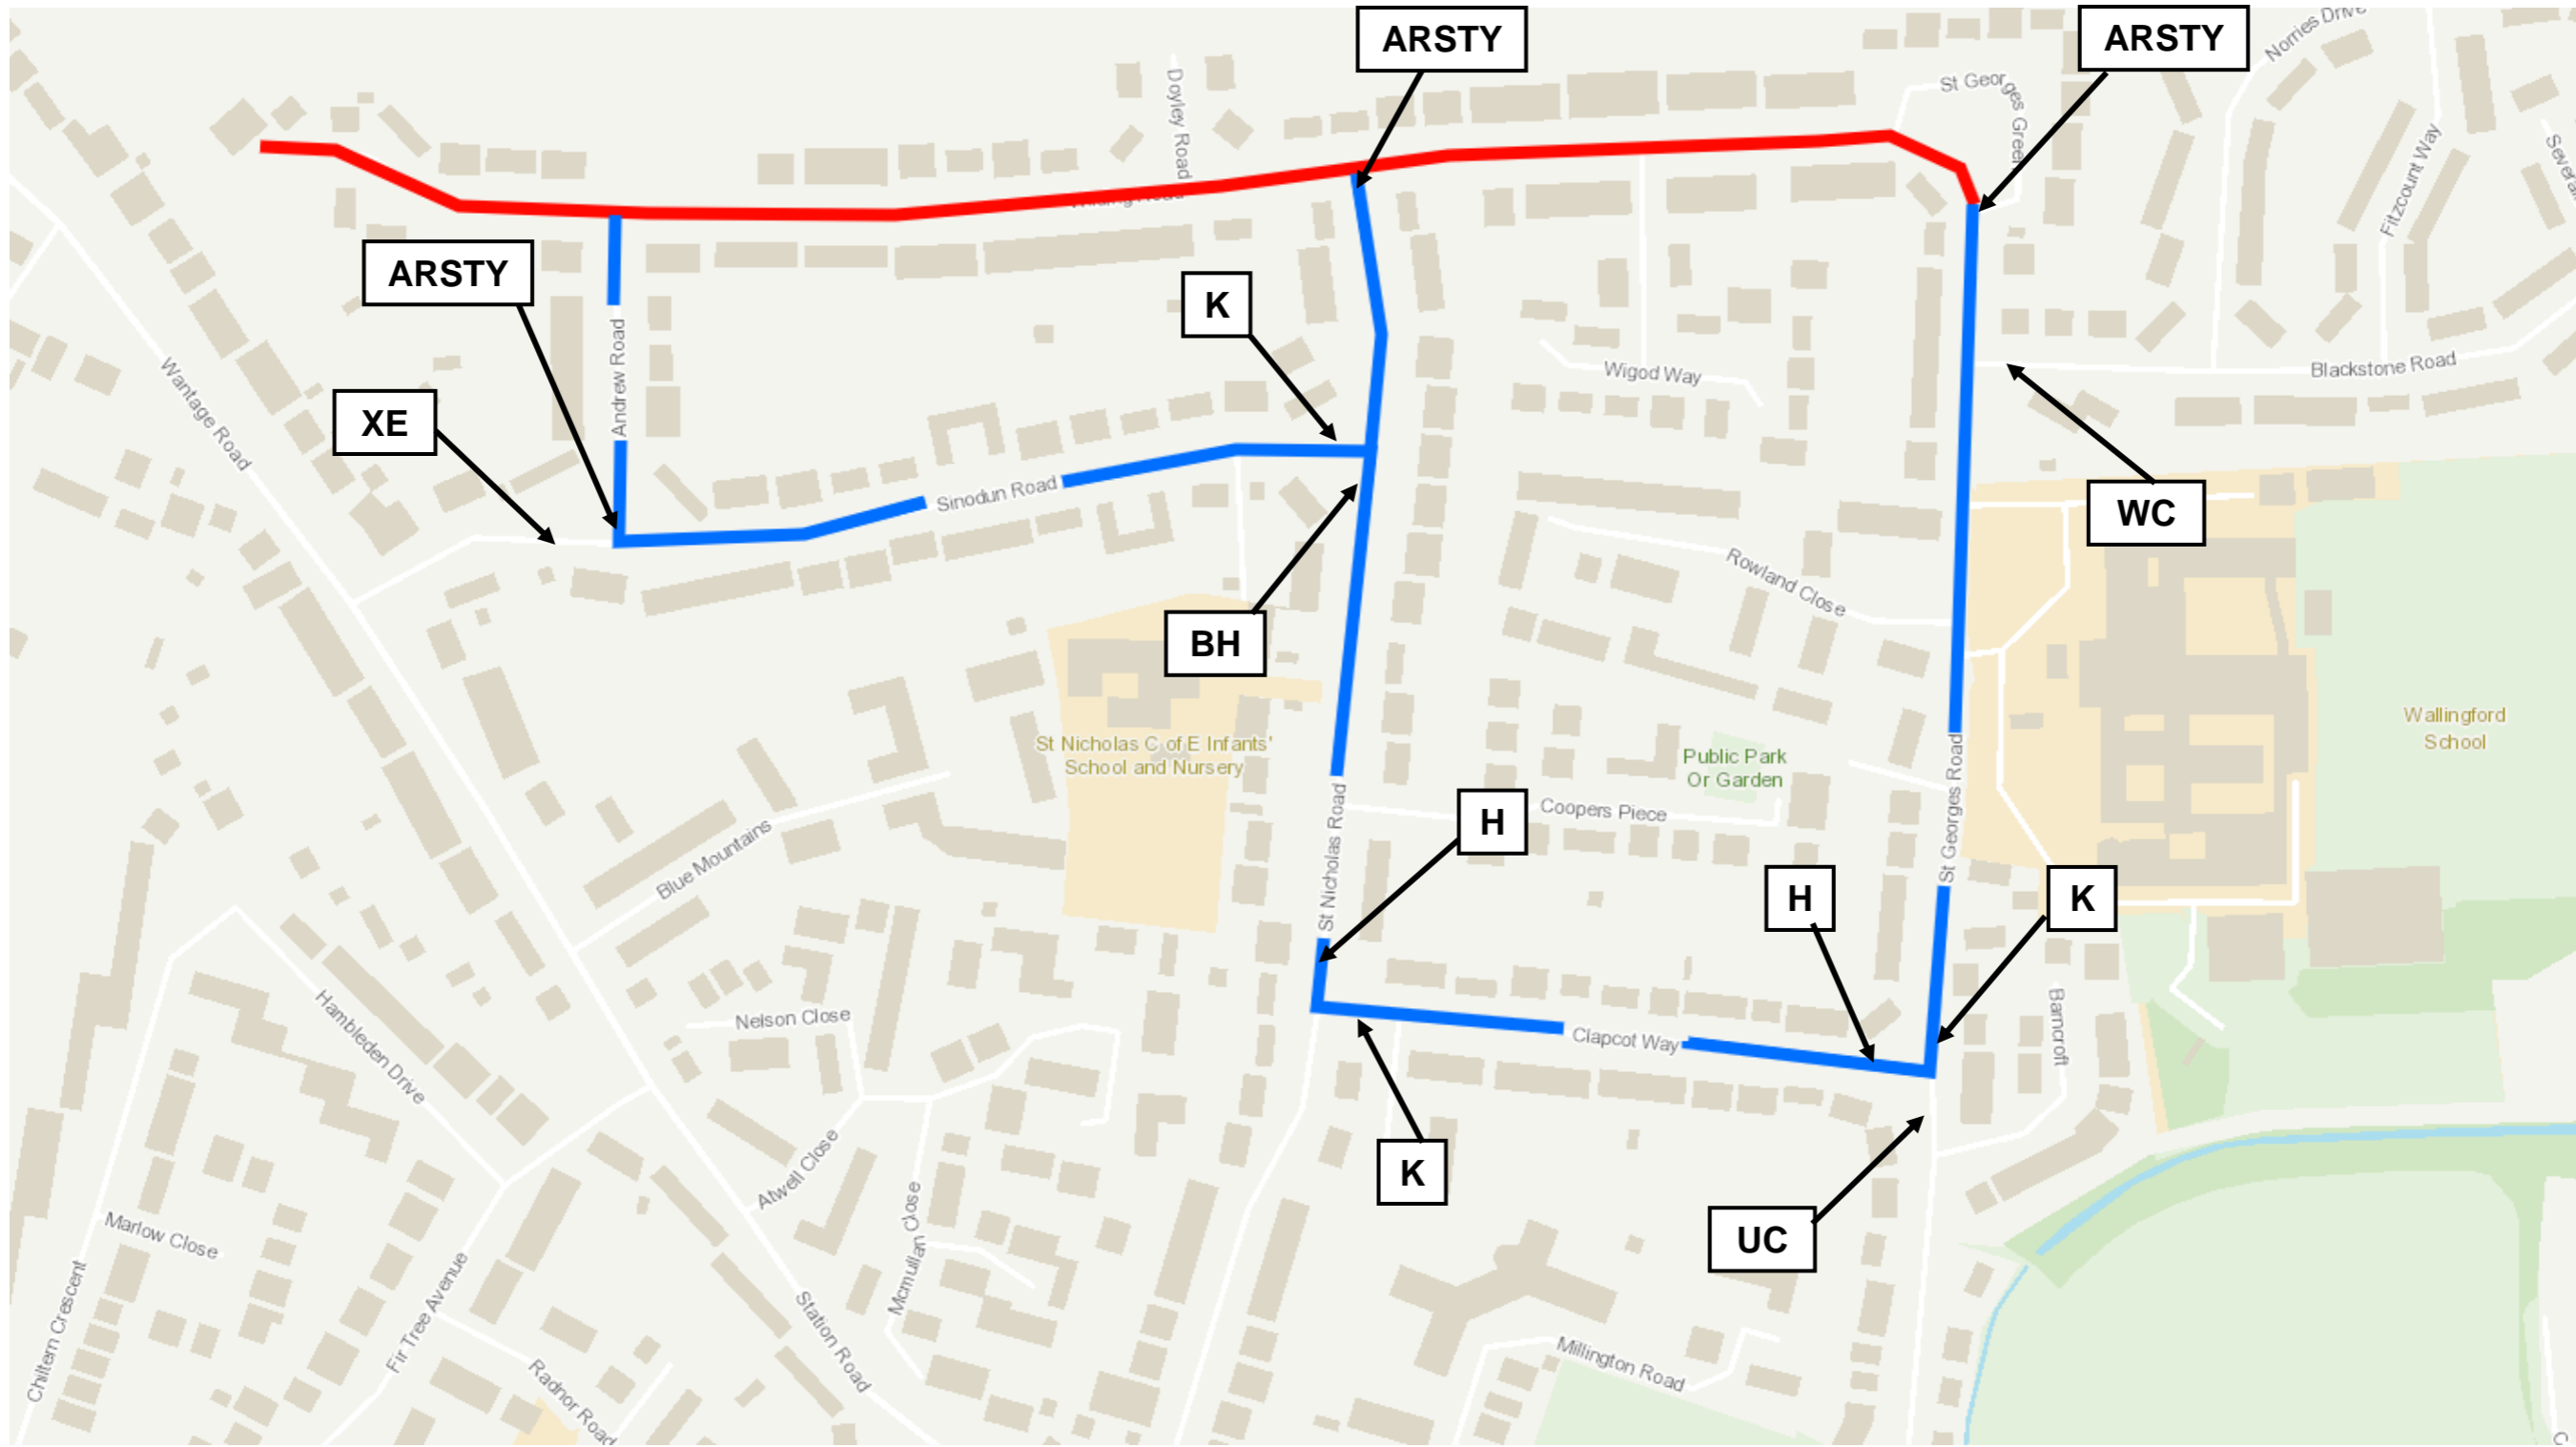 ARSTY
ARSTY
Norries Drive
St Georges Green
Doyley Road
Fitzcount Way
ARSTY
K
Andrew Road
XE
Wantage Road
Wigod Way
Blackstone Road
Sinodun Road
WC
Rowland Close
BH
St Nicholas C of E Infants'
School and Nursery
Public Park
Or Garden
Wallingford
School
St Georges Road
St Nicholas Road
H
Coopers Piece
Blue Mountains
H
K
Hambleden Drive
Nelson Close
Clapcot Way
Barncroft
Atwell Close
K
Mcmullan Close
UC
Marlow Close
Chiltern Crescent
Fir Tree Avenue
Station Road
Radnor Road
Millington Road